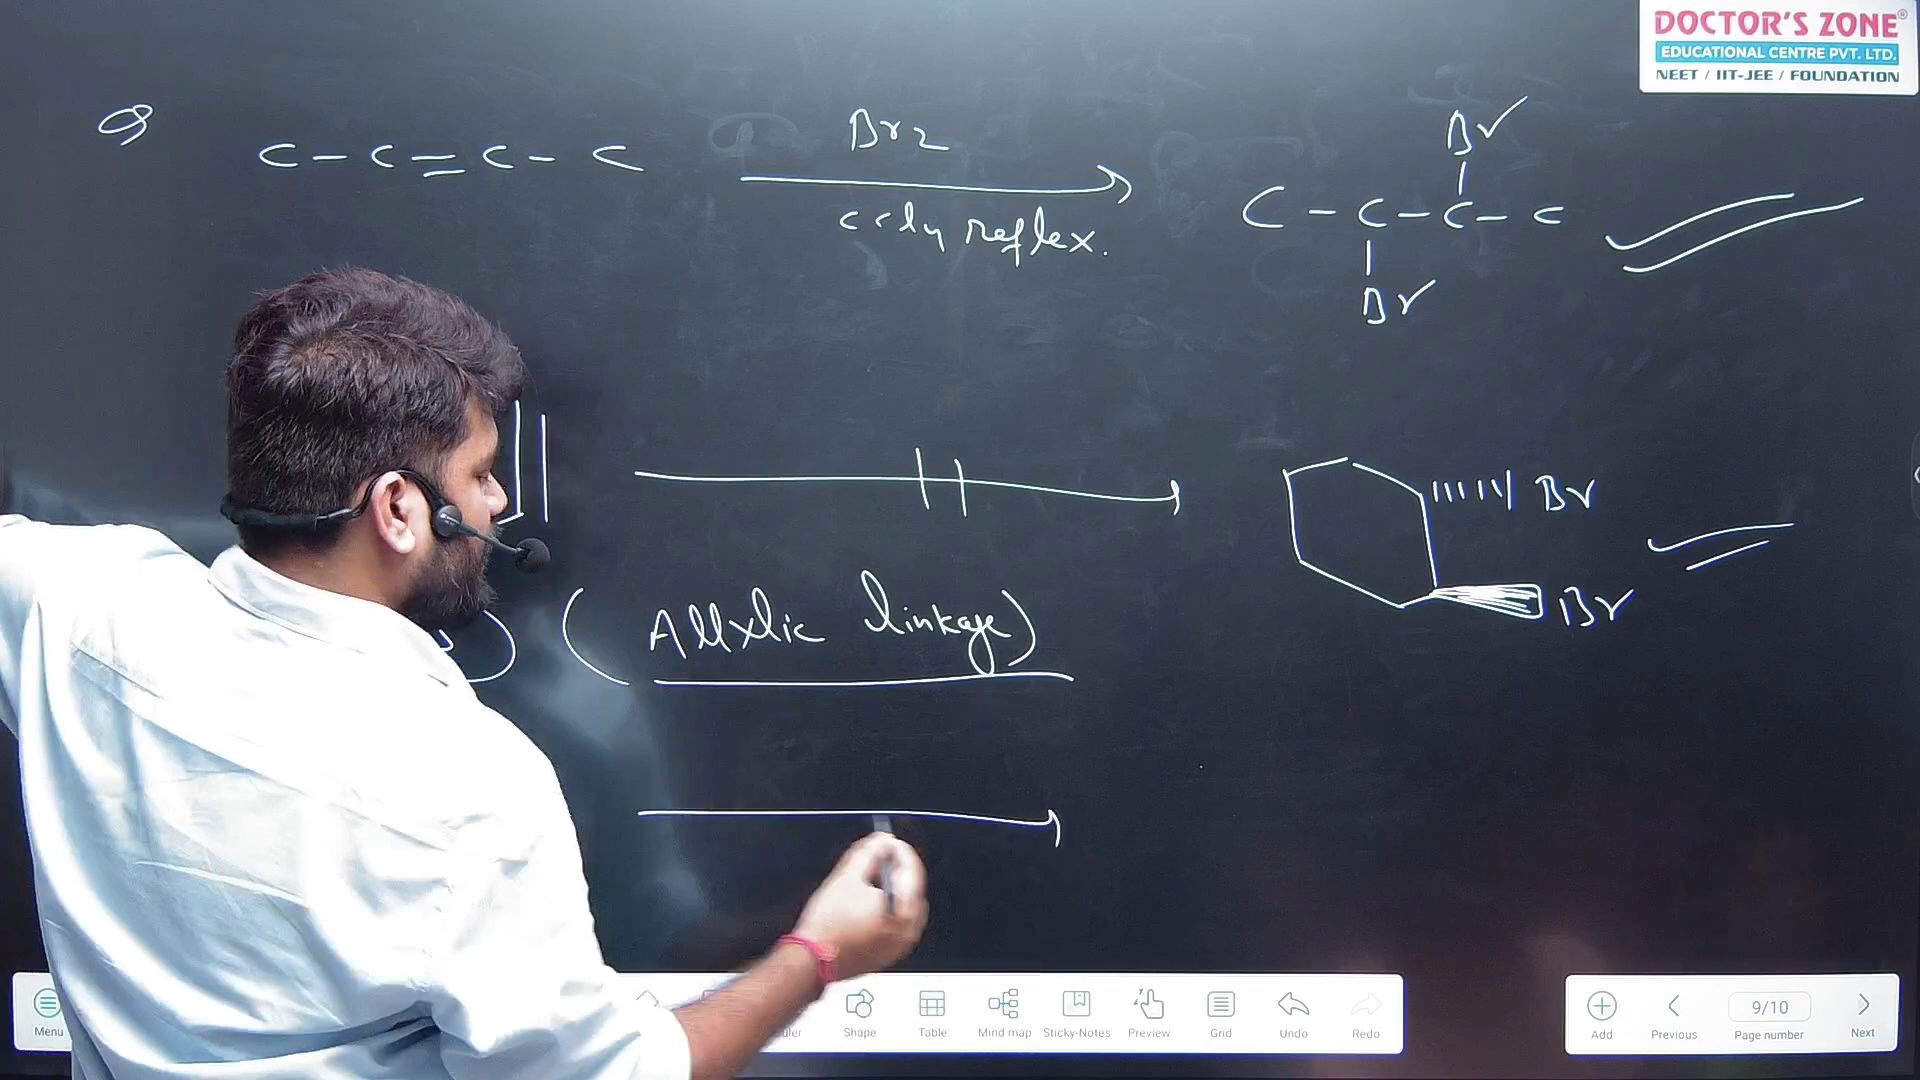 DOCTOR'S ZONE®
EDUCATIONAL CENTRE PVT. LTD.
NEET / IIT-JEE / FOUNDATION
Q
C - C = C - C
Br2
CCl4 reflex.
Br
C - C - C - C
Br
Br
Br
(Allylic linkage)
Menu
Shape
Table
Mind map
Sticky-Notes
Preview
Grid
Undo
Redo
Add
Previous
9/10
Page number
Next